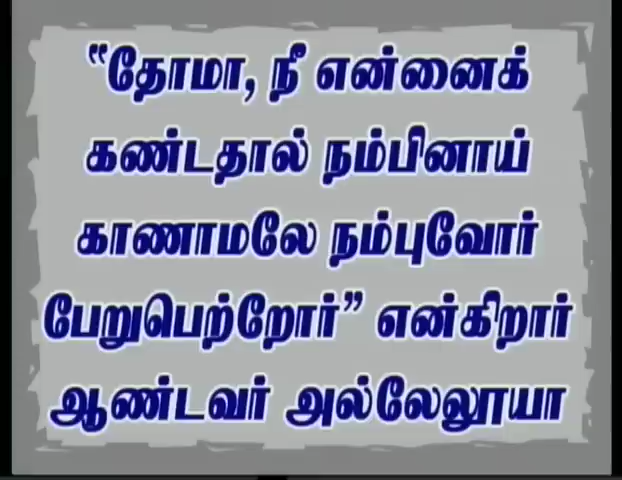 “தோமா, நீ என்னைக்
கண்டதால் நம்பினாய்
காணாமலே நம்புவோர்
பேறுபெற்றோர்” என்கிறார்
ஆண்டவர் அல்லேலூயா